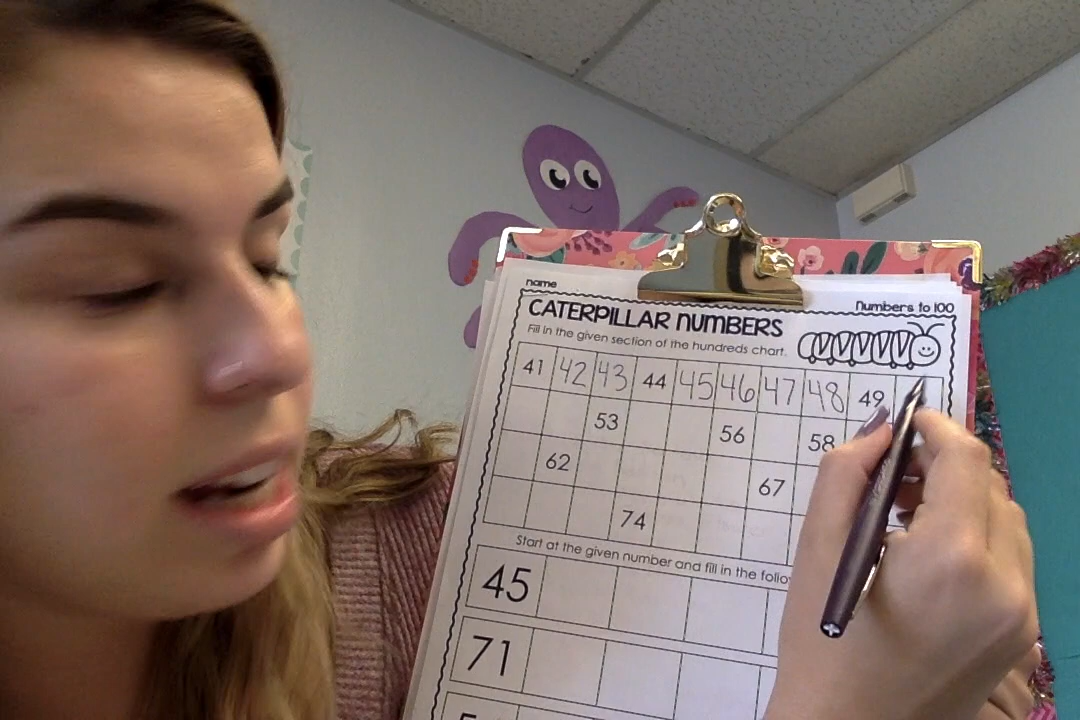 name
Numbers to 100
CATERPILLAR NUMBERS
Fill in the given section of the hundreds chart.
41 42 43 44 45 46 47 48 49
53 56 58
62 67
74
Start at the given number and fill in the
45
71